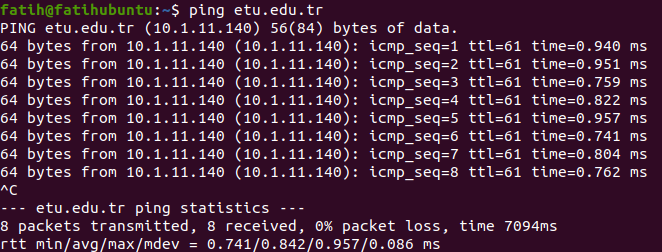 fatih@fatihubuntu:~$ ping etu.edu.tr
PING etu.edu.tr (10.1.11.140) 56(84) bytes of data.
64 bytes from 10.1.11.140 (10.1.11.140): icmp_seq=1 ttl=61 time=0.940 ms
64 bytes from 10.1.11.140 (10.1.11.140): icmp_seq=2 ttl=61 time=0.951 ms
64 bytes from 10.1.11.140 (10.1.11.140): icmp_seq=3 ttl=61 time=0.759 ms
64 bytes from 10.1.11.140 (10.1.11.140): icmp_seq=4 ttl=61 time=0.822 ms
64 bytes from 10.1.11.140 (10.1.11.140): icmp_seq=5 ttl=61 time=0.957 ms
64 bytes from 10.1.11.140 (10.1.11.140): icmp_seq=6 ttl=61 time=0.741 ms
64 bytes from 10.1.11.140 (10.1.11.140): icmp_seq=7 ttl=61 time=0.804 ms
64 bytes from 10.1.11.140 (10.1.11.140): icmp_seq=8 ttl=61 time=0.762 ms
^C
--- etu.edu.tr ping statistics ---
8 packets transmitted, 8 received, 0% packet loss, time 7094ms
rtt min/avg/max/mdev = 0.741/0.842/0.957/0.086 ms